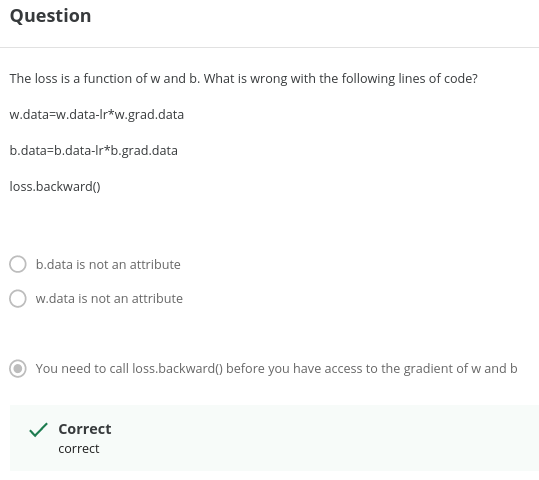 Question
The loss is a function of w and b. What is wrong with the following lines of code?
w.data=w.data-lr*w.grad.data
b.data=b.data-lr*b.grad.data
loss.backward()
b.data is not an attribute
w.data is not an attribute
You need to call loss.backward() before you have access to the gradient of w and b
Correct
correct